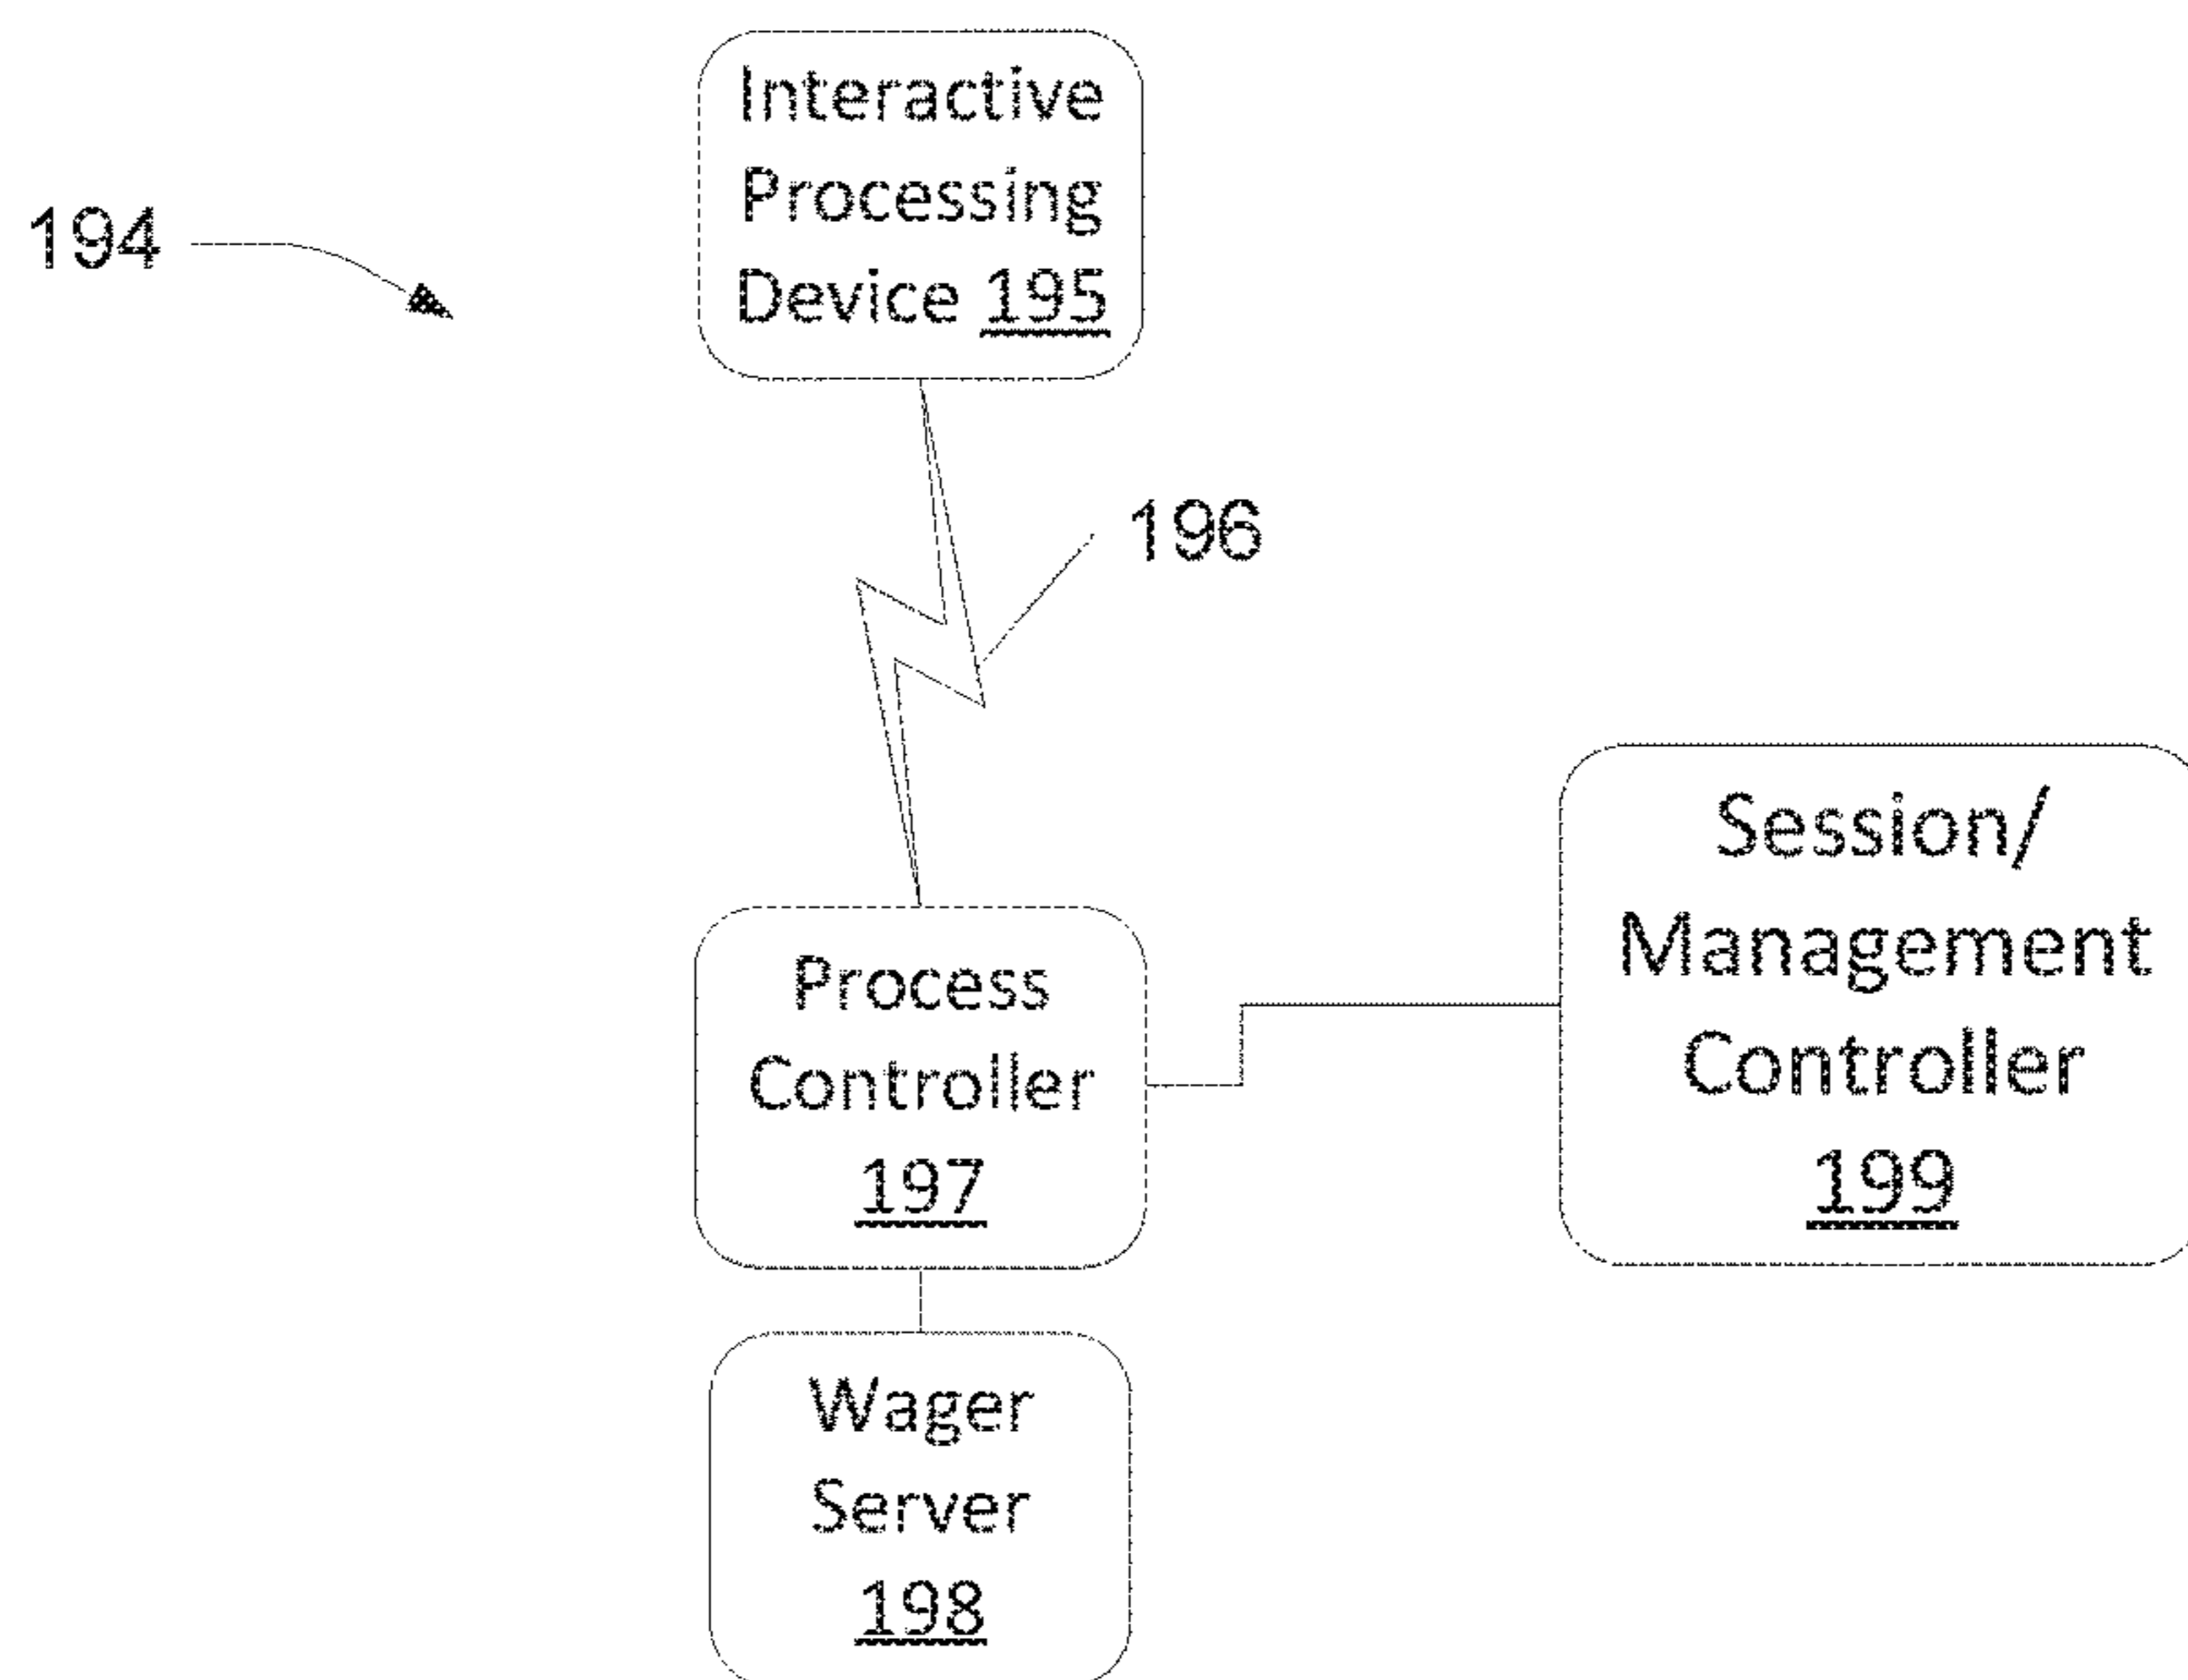 Interactive
Processing
Device 195
194
196
Process
Controller
197
Session/
Management
Controller
199
Wager
Server
198